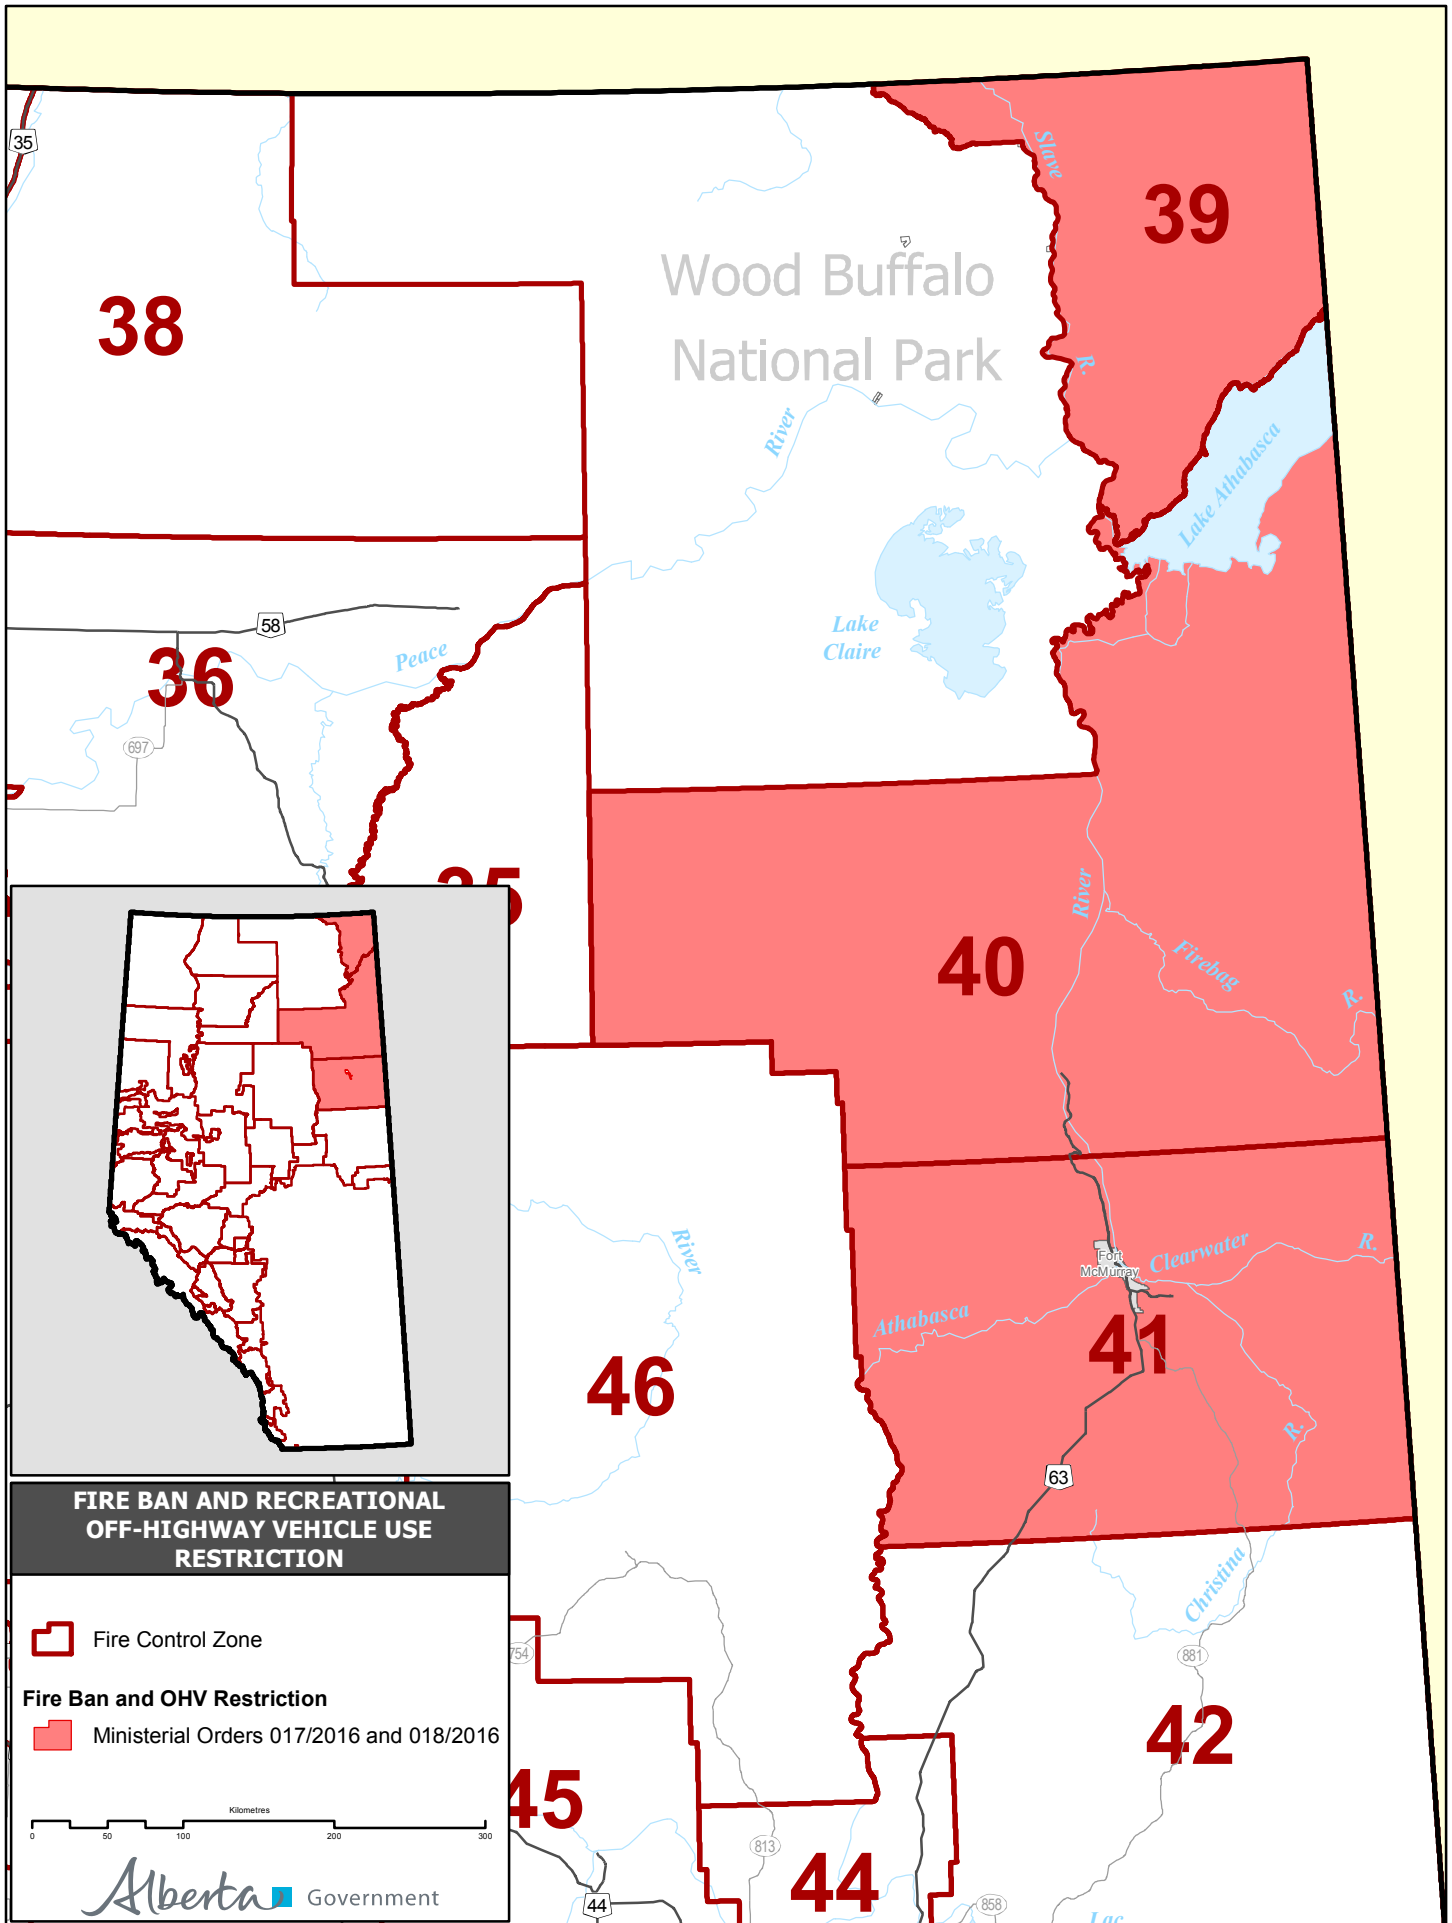 35
Slave
39
Wood Buffalo
National Park
38
R.
River
Lake Athabasca
58
Lake
Claire
Peace
36
697
35
River
40
Firebag
R.
Fort
McMurray
Clearwater
R.
River
Athabasca
41
46
R.
63
FIRE BAN AND RECREATIONAL
OFF-HIGHWAY VEHICLE USE
RESTRICTION
Christina
Fire Control Zone
754
881
Fire Ban and OHV Restriction
Ministerial Orders 017/2016 and 018/2016
42
45
Kilometres
0 50 100 200 300
813
44
Alberta Government
44
858
Lac